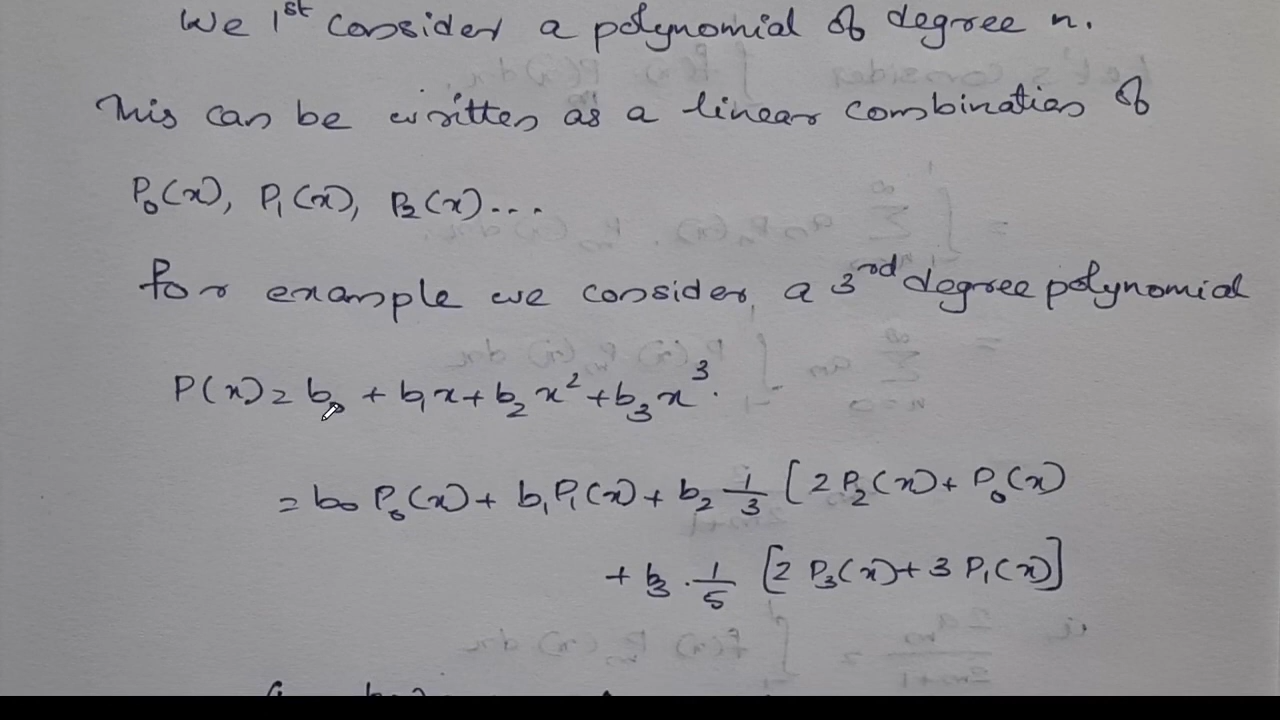 We 1st consider a polynomial of degree n.
This can be written as a linear combination of
P₀(x), P₁(x), P₂(x)...
For example we consider a 3rd degree polynomial
P(x) = b₀ + b₁x + b₂x² + b₃x³.
= b₀ P₀(x) + b₁P₁(x) + b₂ 1/3 [2P₂(x) + P₀(x)
+ b₃ . 1/5 [2 P₃(x) + 3 P₁(x)]